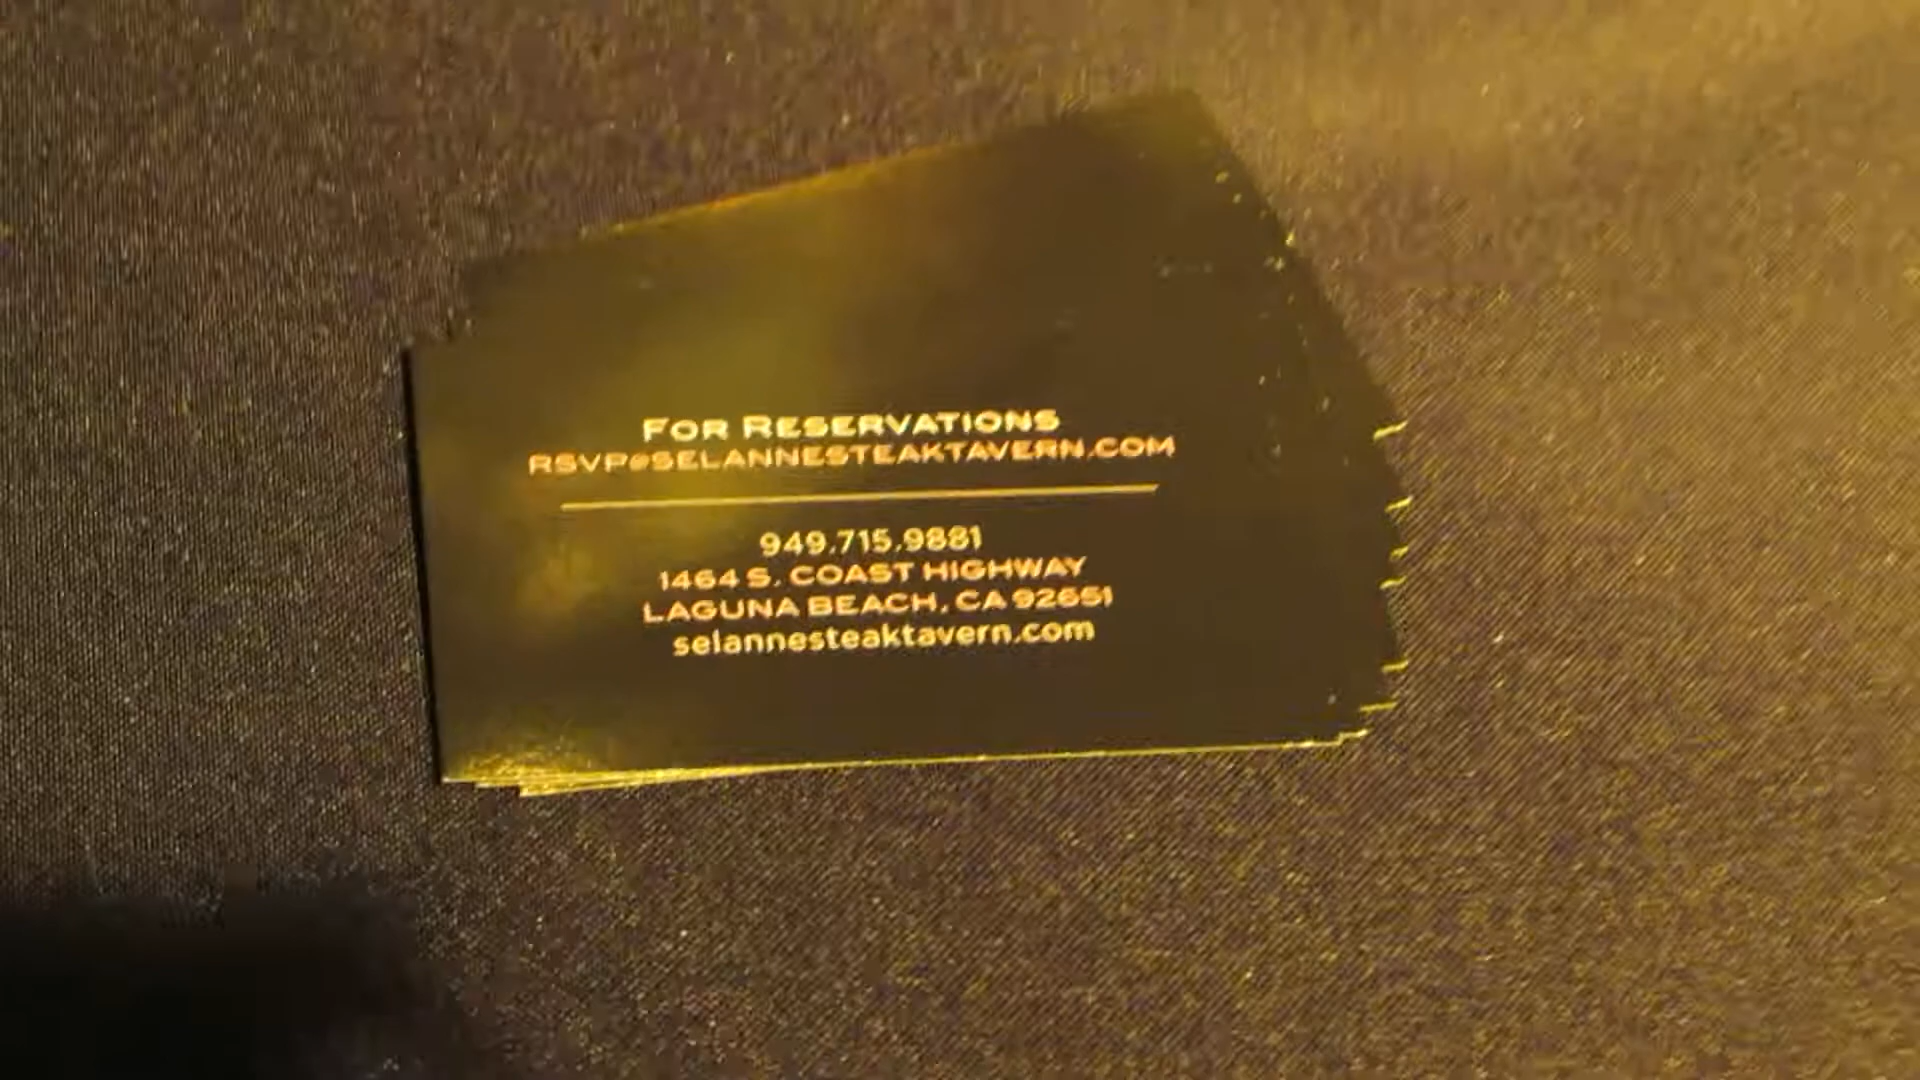 FOR RESERVATIONS
RSVP@SELANNESTEAKTAVERN.COM
949.715.9881
1464 S. COAST HIGHWAY
LAGUNA BEACH, CA 92651
selannesteaktavern.com